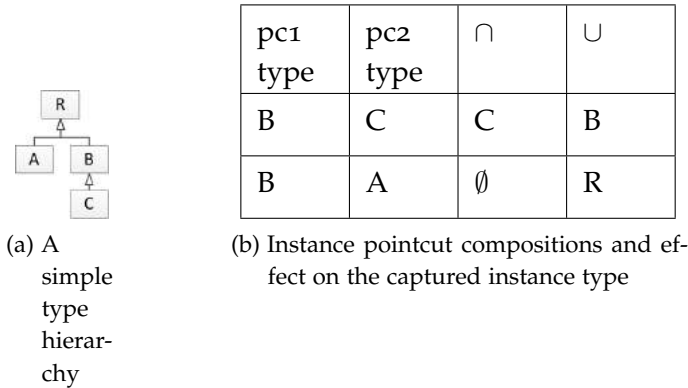 R
A B
C
(a) A
simple
type
hierar-
chy
pc1 pc2 ∩ ∪
type type
B C C B
B A ∅ R
(b) Instance pointcut compositions and ef-
fect on the captured instance type